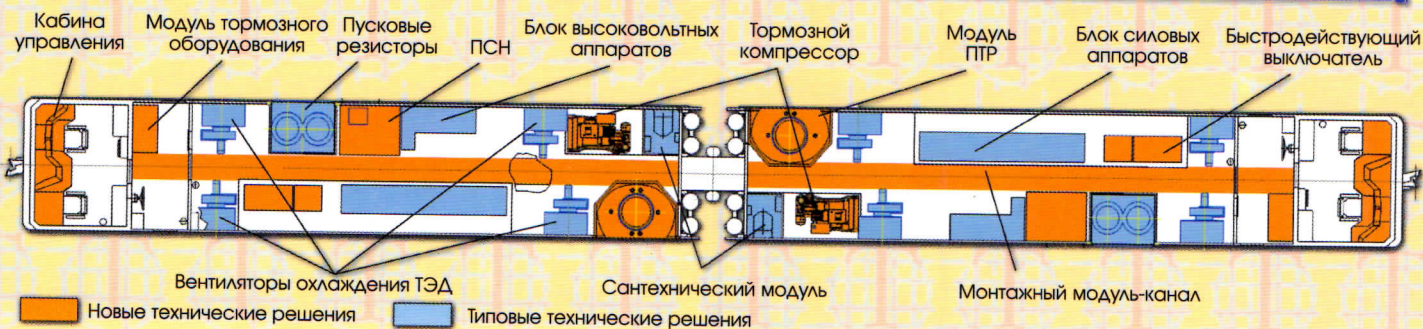 Кабина
управления
Модуль тормозного
оборудования
Пусковые
резисторы
ПСН
Блок высоковольтных
аппаратов
Тормозной
компрессор
Модуль
ПТР
Блок силовых
аппаратов
Быстродействующий
выключатель
Вентиляторы охлаждения ТЭД
Сантехнический модуль
Монтажный модуль-канал
Новые технические решения
Типовые технические решения